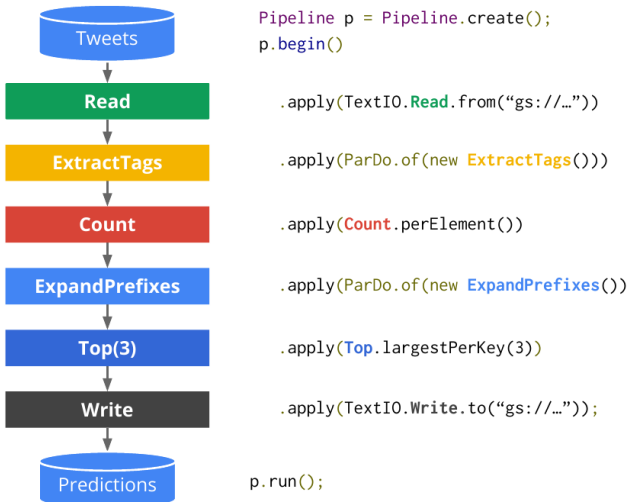 Tweets
Pipeline p = Pipeline.create();
p.begin()
Read
.apply(TextIO.Read.from(“gs://…”))
ExtractTags
.apply(ParDo.of(new ExtractTags()))
Count
.apply(Count.perElement())
ExpandPrefixes
.apply(ParDo.of(new ExpandPrefixes())
Top(3)
.apply(Top.largestPerKey(3))
Write
.apply(TextIO.Write.to(“gs://…”));
Predictions
p.run();